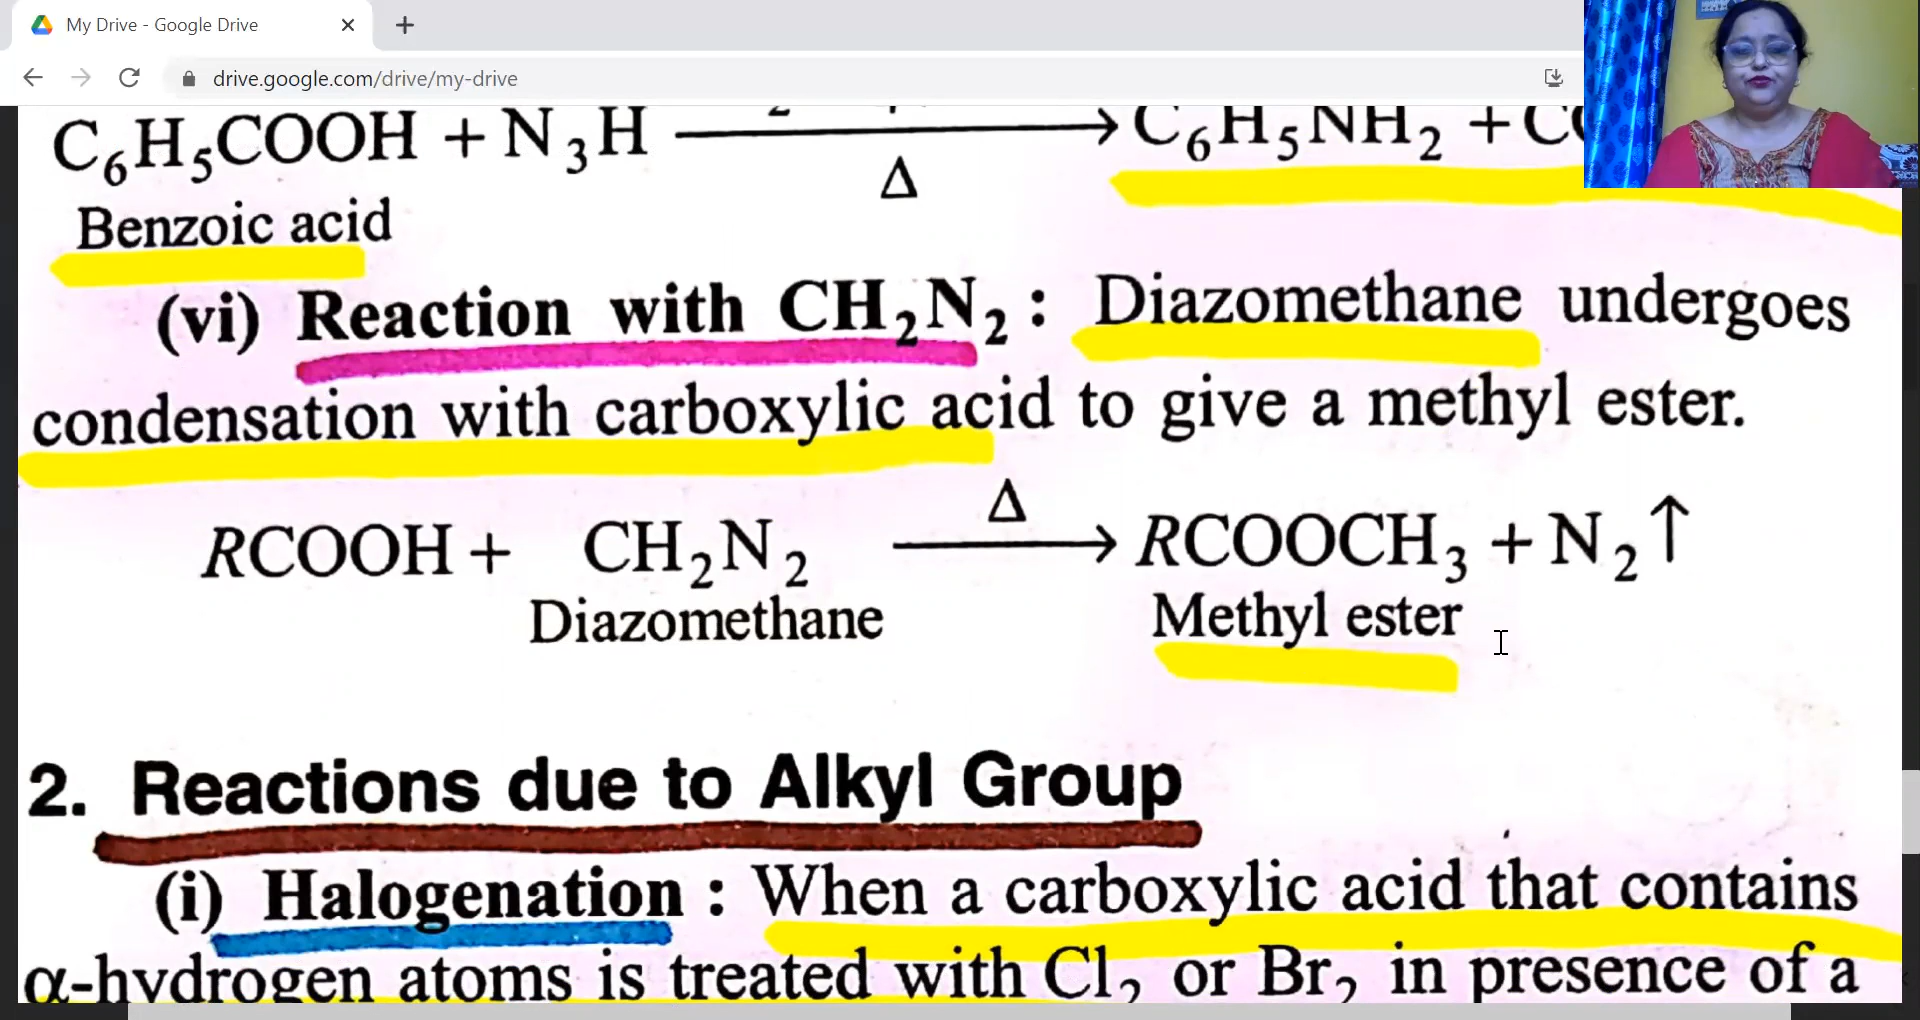 My Drive - Google Drive
drive.google.com/drive/my-drive
C₆H₅COOH + N₃H ⟶ C₆H₅NH₂ +
Δ
Benzoic acid
(vi) Reaction with CH₂N₂ : Diazomethane undergoes
condensation with carboxylic acid to give a methyl ester.
Δ
RCOOH + CH₂N₂ ⟶ RCOOCH₃ + N₂ ↑
Diazomethane Methyl ester
2. Reactions due to Alkyl Group
(i) Halogenation : When a carboxylic acid that contains
α-hydrogen atoms is treated with Cl₂ or Br₂ in presence of a